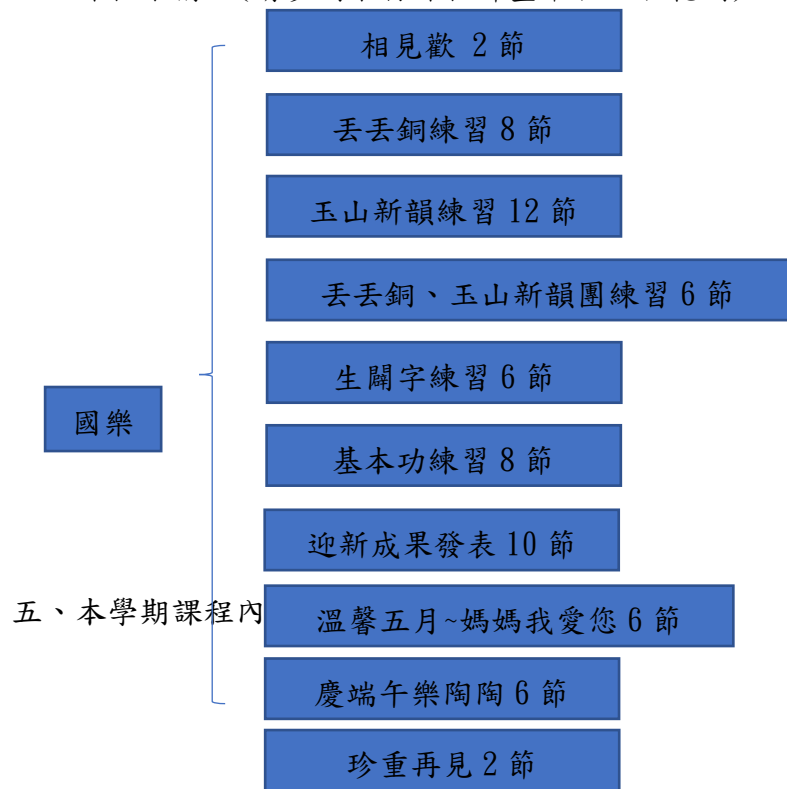 相見歡 2 節
丟丟銅練習 8 節
玉山新韻練習 12 節
丟丟銅、玉山新韻團練習 6 節
生闢字練習 6 節
國樂
基本功練習 8 節
迎新成果發表 10 節
五、本學期課程內
溫馨五月~媽媽我愛您 6 節
慶端午樂陶陶 6 節
珍重再見 2 節